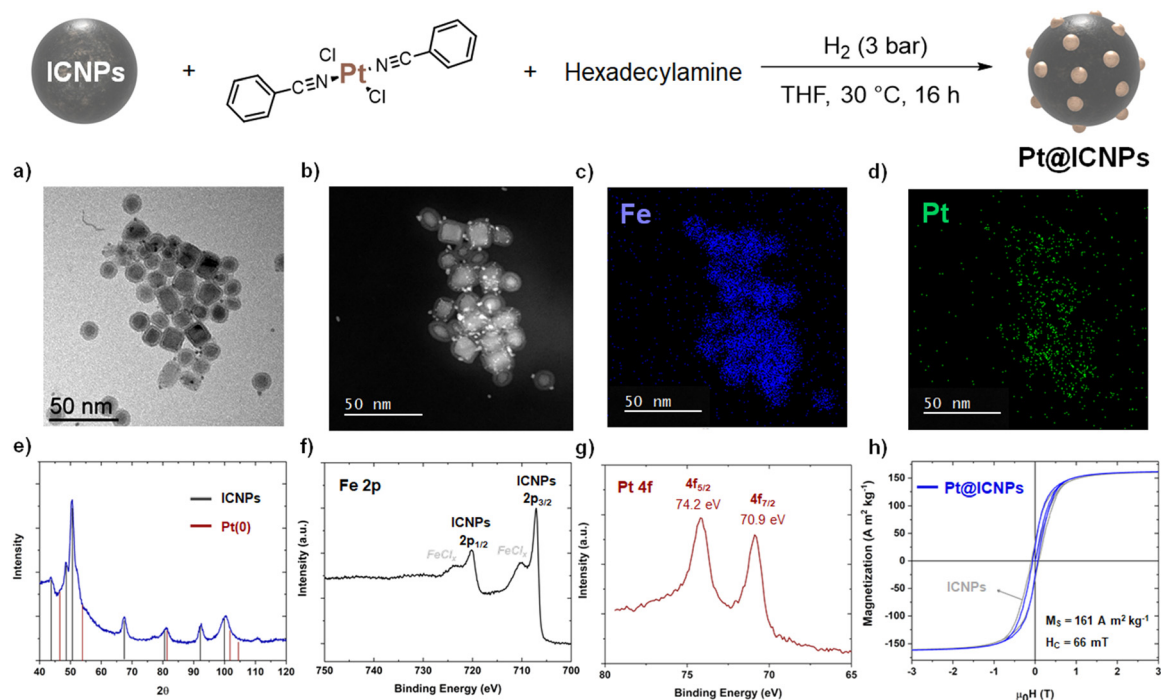 ICNPs
+
Cl
Pt
N≡C
C≡N
Cl
+
Hexadecylamine
H₂ (3 bar)
THF, 30 °C, 16 h
Pt@ICNPs
a)
50 nm
b)
50 nm
c)
Fe
50 nm
d)
Pt
50 nm
e)
Intensity
ICNPs
Pt(0)
40 50 60 70 80 90 100 110 120
2θ
f)
Intensity (a.u.)
Fe 2p
ICNPs
2p₃/₂
ICNPs
2p₁/₂
FeClₓ
FeClₓ
750 740 730 720 710 700
Binding Energy (eV)
g)
Intensity (a.u.)
Pt 4f
4f₅/₂
74.2 eV
4f₇/₂
70.9 eV
80 75 70 65
Binding Energy (eV)
h)
Magnetization (A m² kg⁻¹)
150
100
50
0
-50
-100
-150
Pt@ICNPs
ICNPs
Mₛ = 161 A m² kg⁻¹
H_C = 66 mT
-3 -2 -1 0 1 2 3
μ₀H (T)